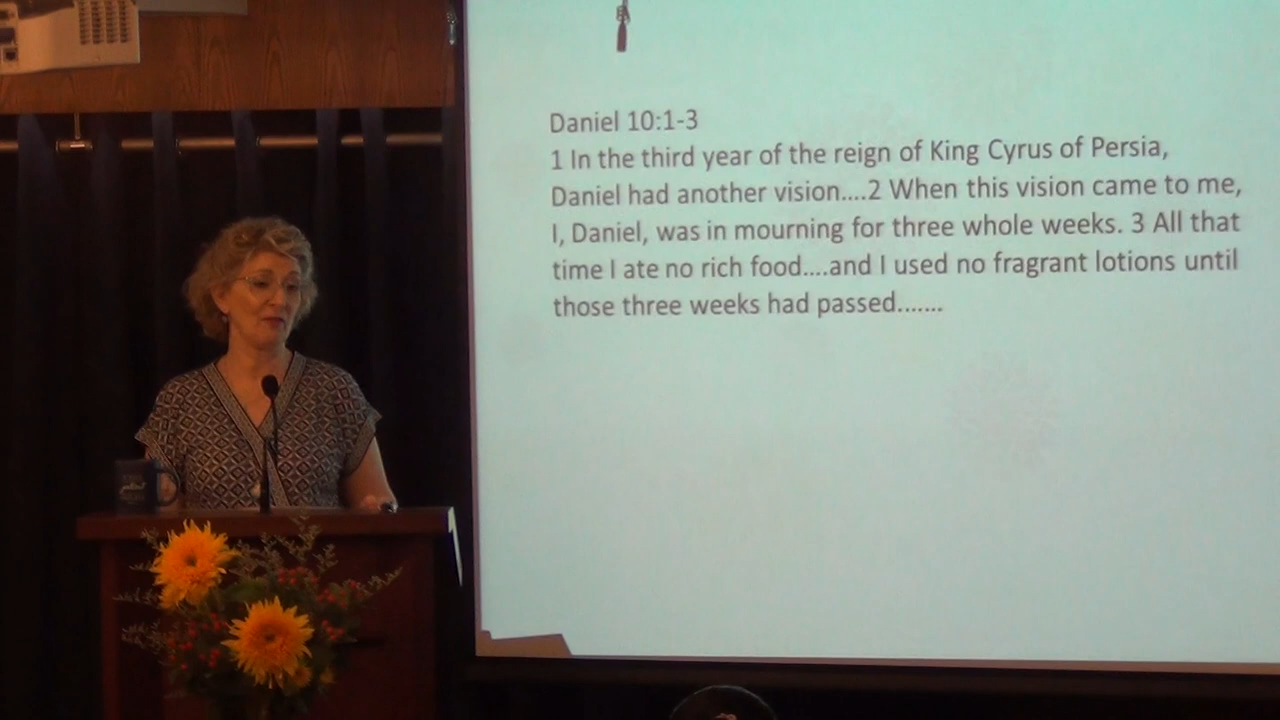 Daniel 10:1-3
1 In the third year of the reign of King Cyrus of Persia,
Daniel had another vision....2 When this vision came to me,
I, Daniel, was in mourning for three whole weeks. 3 All that
time I ate no rich food....and I used no fragrant lotions until
those three weeks had passed.......